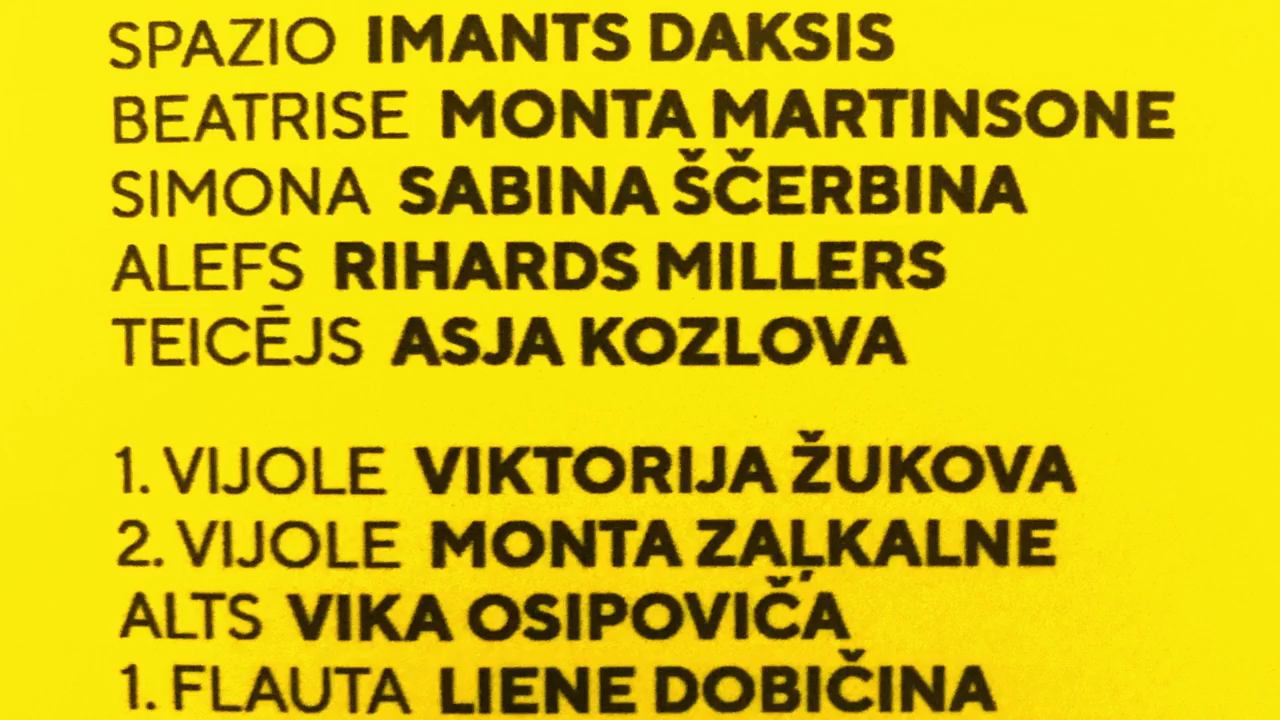 SPAZIO IMANTS DAKSIS
BEATRISE MONTA MARTINSONE
SIMONA SABINA ŠČERBINA
ALEFS RIHARDS MILLERS
TEICĒJS ASJA KOZLOVA
1. VIJOLE VIKTORIJA ŽUKOVA
2. VIJOLE MONTA ZAĻKALNE
ALTS VIKA OSIPOVIČA
1. FLAUTA LIENE DOBIČINA